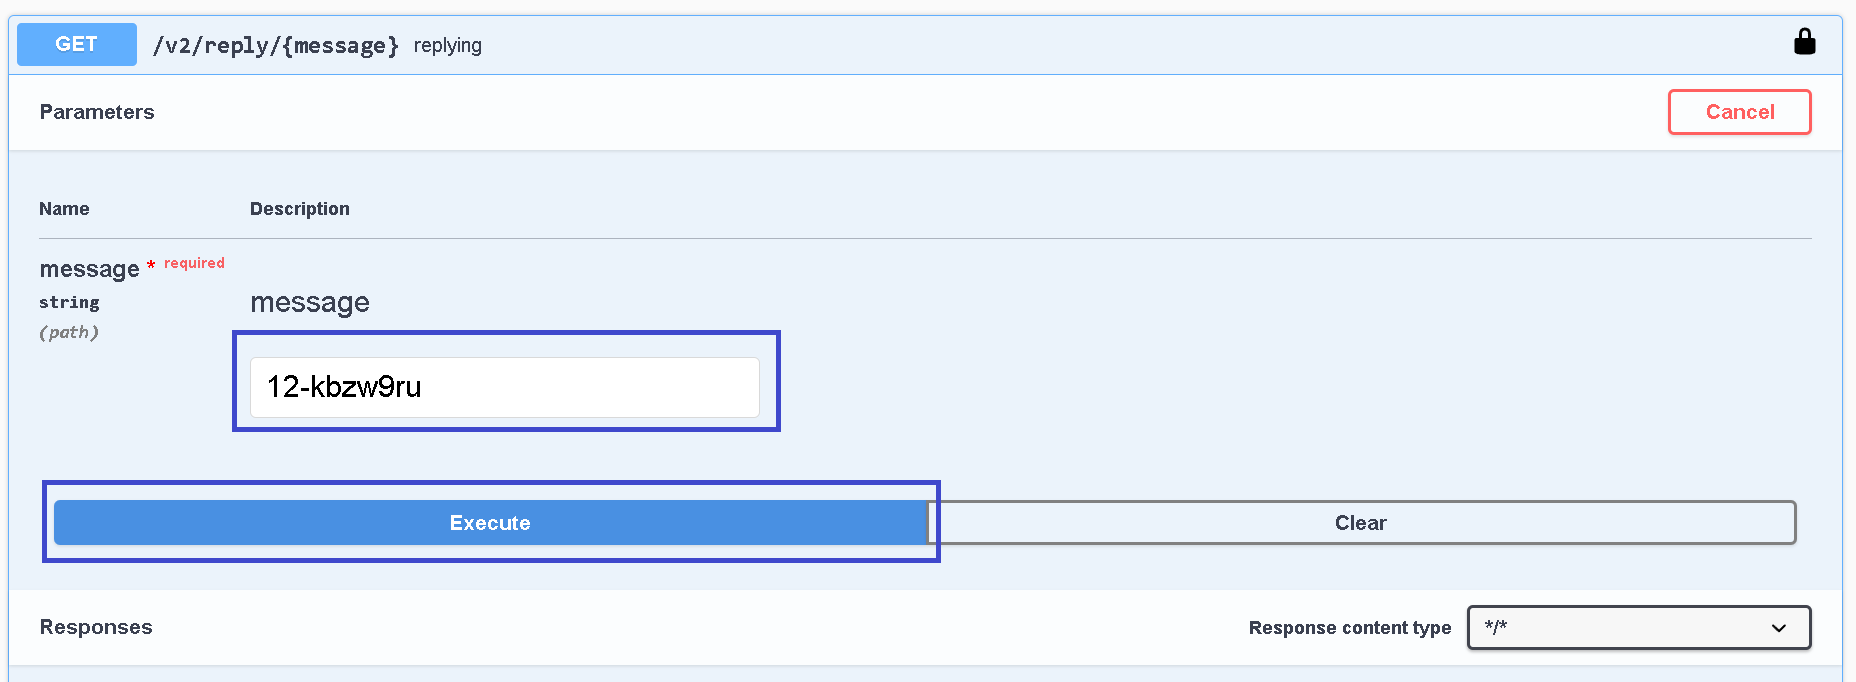 GET /v2/reply/{message} replying
Parameters
Cancel
Name Description
message * required
string
(path)
message
12-kbzw9ru
Execute
Clear
Responses
Response content type */*